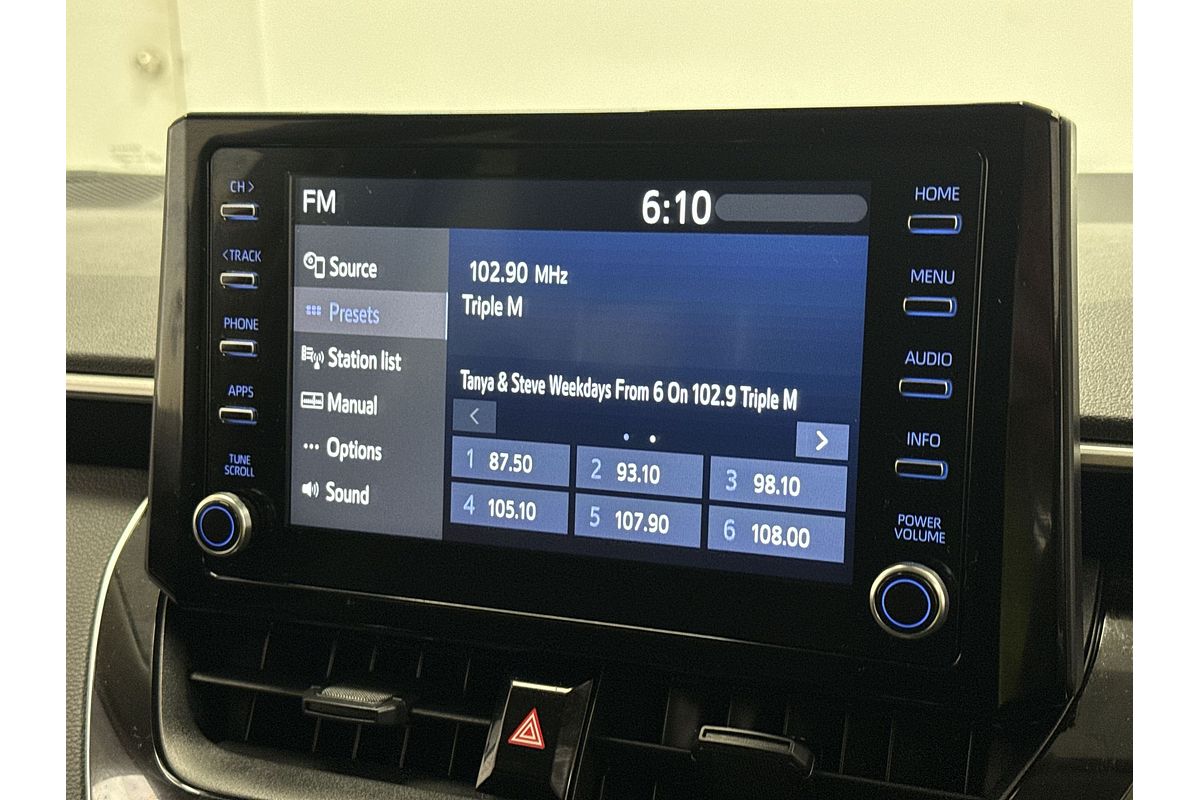 CH >
< TRACK
PHONE
APPS
TUNE
SCROLL
FM
6:10
Source
Presets
Station list
Manual
Options
Sound
102.90 MHz
Triple M
Tanya & Steve Weekdays From 6 On 102.9 Triple M
< >
1 87.50
2 93.10
3 98.10
4 105.10
5 107.90
6 108.00
HOME
MENU
AUDIO
INFO
POWER
VOLUME